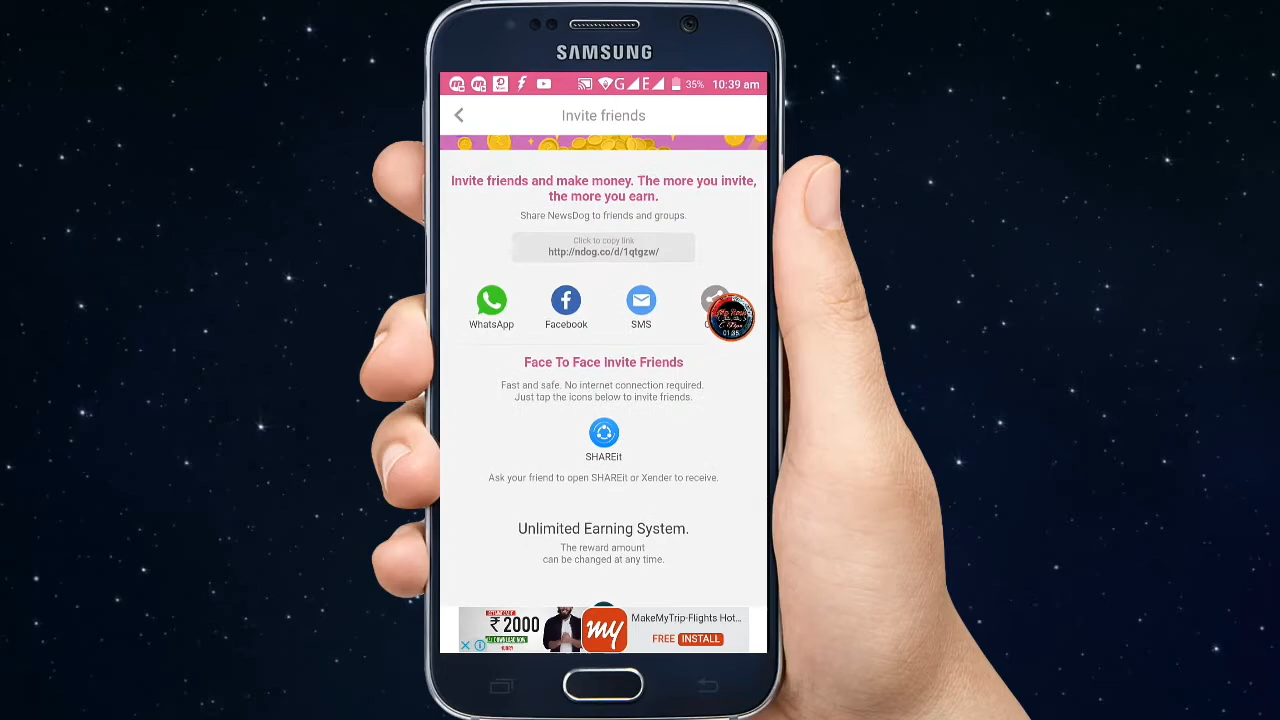 SAMSUNG
35% 10:39 am
Invite friends
Invite friends and make money. The more you invite,
the more you earn.
Share NewsDog to friends and groups.
Click to copy link
http://ndog.co/d/1qtgzw/
WhatsApp
Facebook
SMS
Face To Face Invite Friends
Fast and safe. No internet connection required.
Just tap the icons below to invite friends.
SHAREit
Ask your friend to open SHAREit or Xender to receive.
Unlimited Earning System.
The reward amount
can be changed at any time.
₹ 2000
my
MakeMyTrip-Flights Hot...
FREE INSTALL